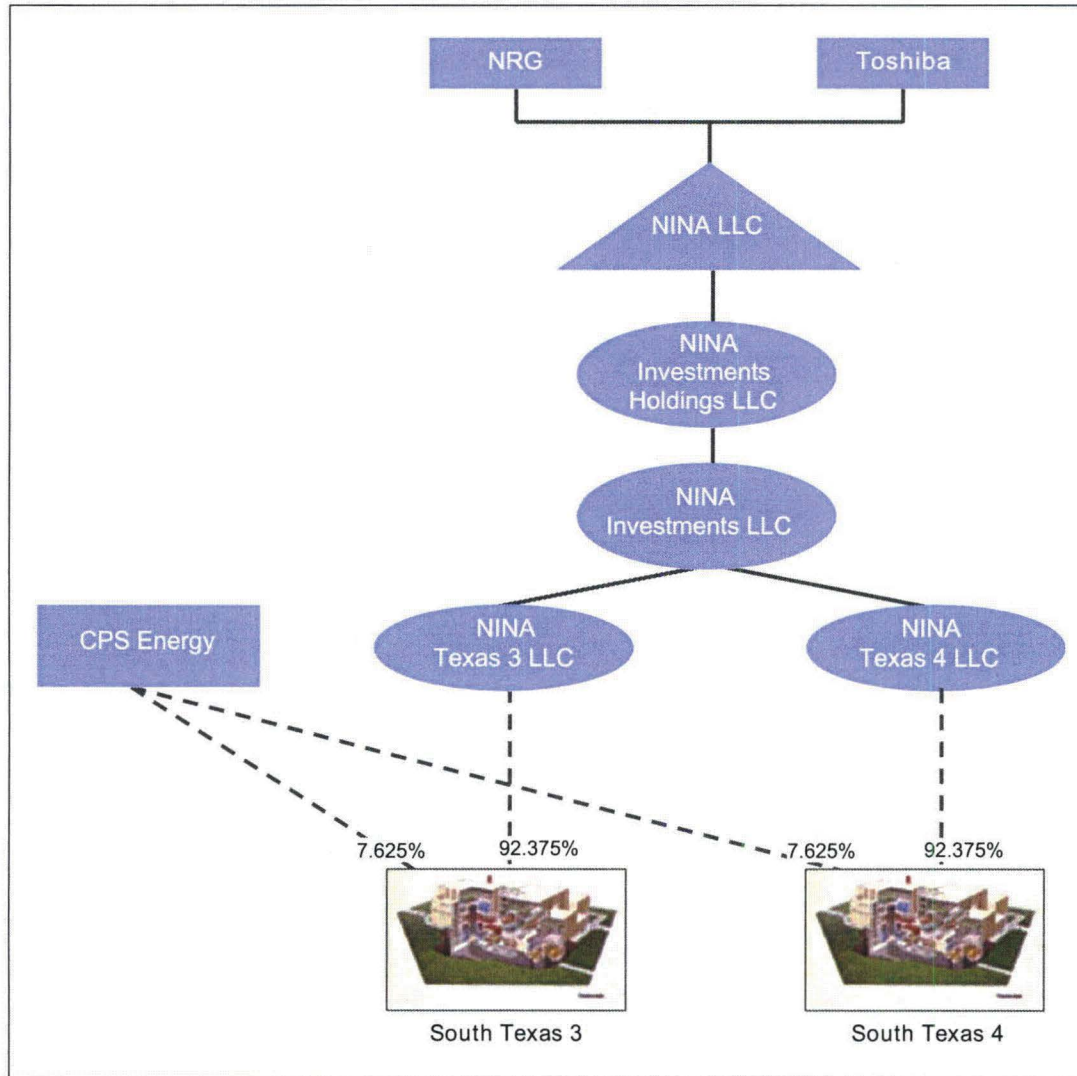 NRG
Toshiba
NINA LLC
NINA
Investments
Holdings LLC
NINA
Investments LLC
CPS Energy
NINA
Texas 3 LLC
NINA
Texas 4 LLC
7.625%
92.375%
7.625%
92.375%
South Texas 3
South Texas 4